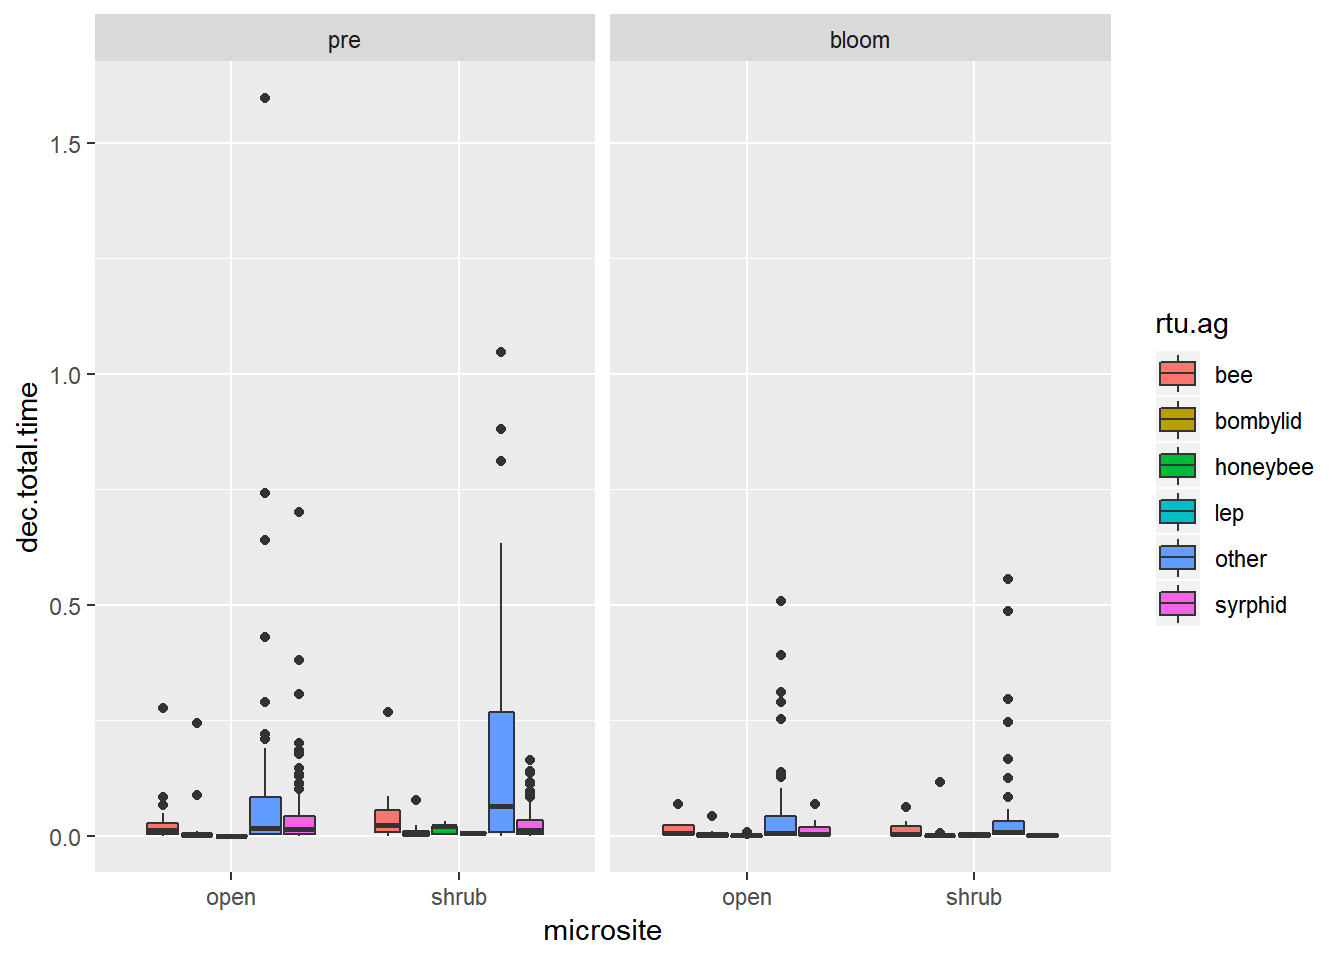 pre
bloom
1.5
1.0
0.5
0.0
dec.total.time
open
shrub
open
shrub
microsite
rtu.ag
bee
bombylid
honeybee
lep
other
syrphid